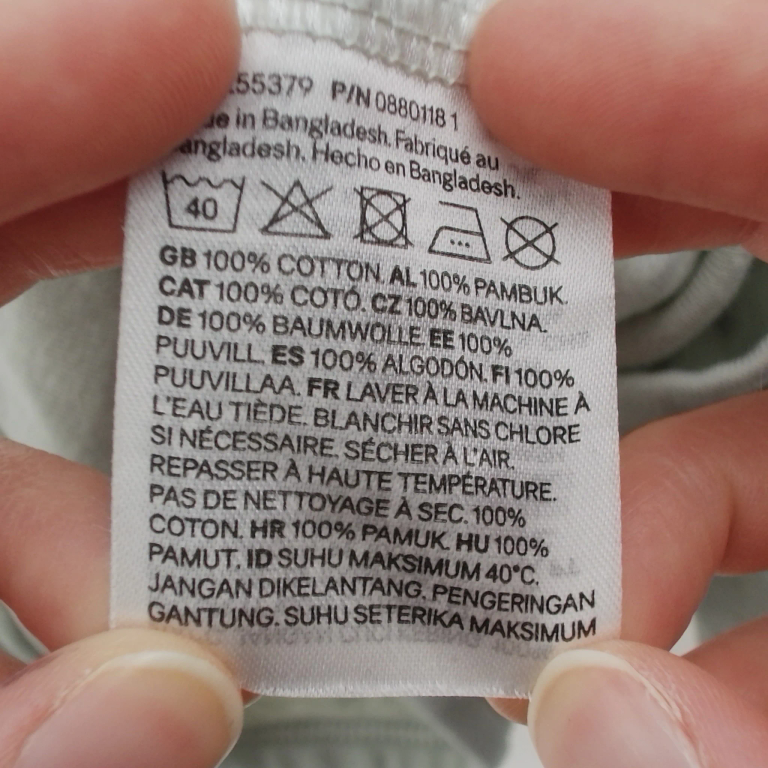 55379 P/N 0880118 1
in Bangladesh. Fabriqué au
Bangladesh. Hecho en Bangladesh.
40
GB 100% COTTON. AL 100% PAMBUK.
CAT 100% COTÓ. CZ 100% BAVLNA.
DE 100% BAUMWOLLE EE 100%
PUUVILL. ES 100% ALGODÓN. FI 100%
PUUVILLAA. FR LAVER À LA MACHINE À
L'EAU TIÈDE. BLANCHIR SANS CHLORE
SI NÉCESSAIRE. SÉCHER À L'AIR.
REPASSER À HAUTE TEMPÉRATURE.
PAS DE NETTOYAGE À SEC. 100%
COTON. HR 100% PAMUK. HU 100%
PAMUT. ID SUHU MAKSIMUM 40°C.
JANGAN DIKELANTANG. PENGERINGAN
GANTUNG. SUHU SETERIKA MAKSIMUM